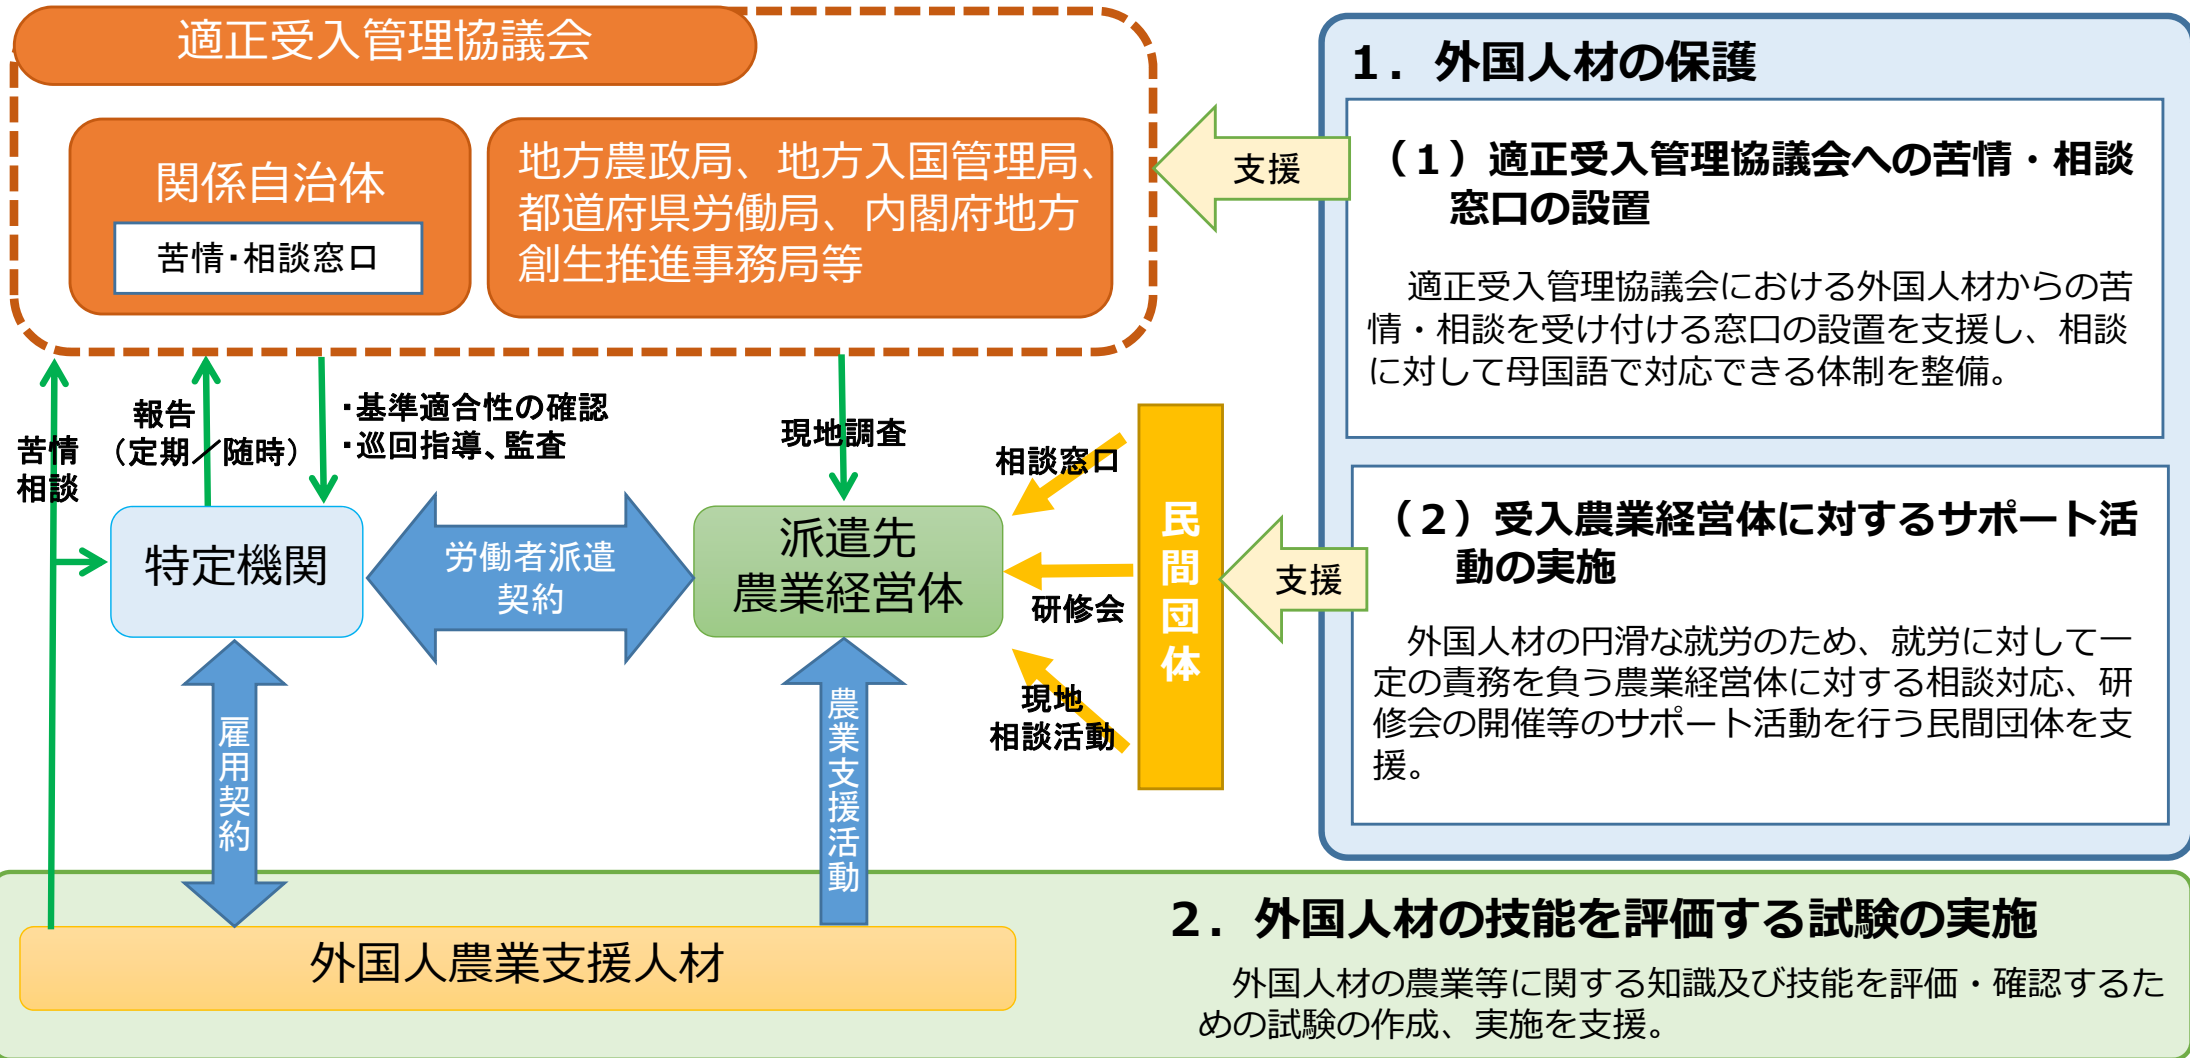 適正受入管理協議会
関係自治体
苦情・相談窓口
地方農政局、地方入国管理局、
都道府県労働局、内閣府地方
創生推進事務局等
支援
1．外国人材の保護
（1）適正受入管理協議会への苦情・相談
窓口の設置
適正受入管理協議会における外国人材からの苦
情・相談を受け付ける窓口の設置を支援し、相談
に対して母国語で対応できる体制を整備。
苦情
相談
報告
（定期／随時）
・基準適合性の確認
・巡回指導、監査
現地調査
相談窓口
研修会
現地
相談活動
民間団体
支援
（2）受入農業経営体に対するサポート活
動の実施
外国人材の円滑な就労のため、就労に対して一
定の責務を負う農業経営体に対する相談対応、研
修会の開催等のサポート活動を行う民間団体を支
援。
特定機関
労働者派遣
契約
派遣先
農業経営体
雇用契約
農業支援活動
外国人農業支援人材
2．外国人材の技能を評価する試験の実施
外国人材の農業等に関する知識及び技能を評価・確認するた
めの試験の作成、実施を支援。